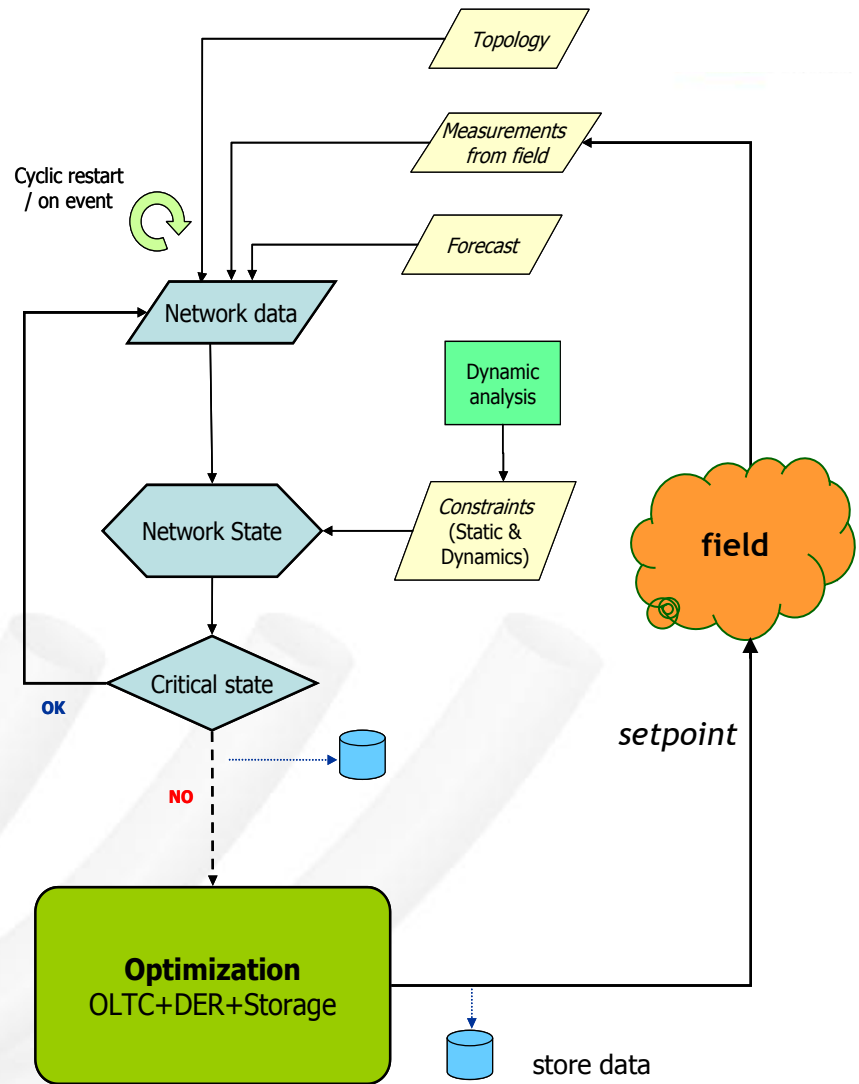 Topology
Measurements
from field
Cyclic restart
/ on event
Forecast
Network data
Dynamic
analysis
Constraints
(Static &
Dynamics)
Network State
field
Critical state
OK
setpoint
NO
Optimization
OLTC+DER+Storage
store data